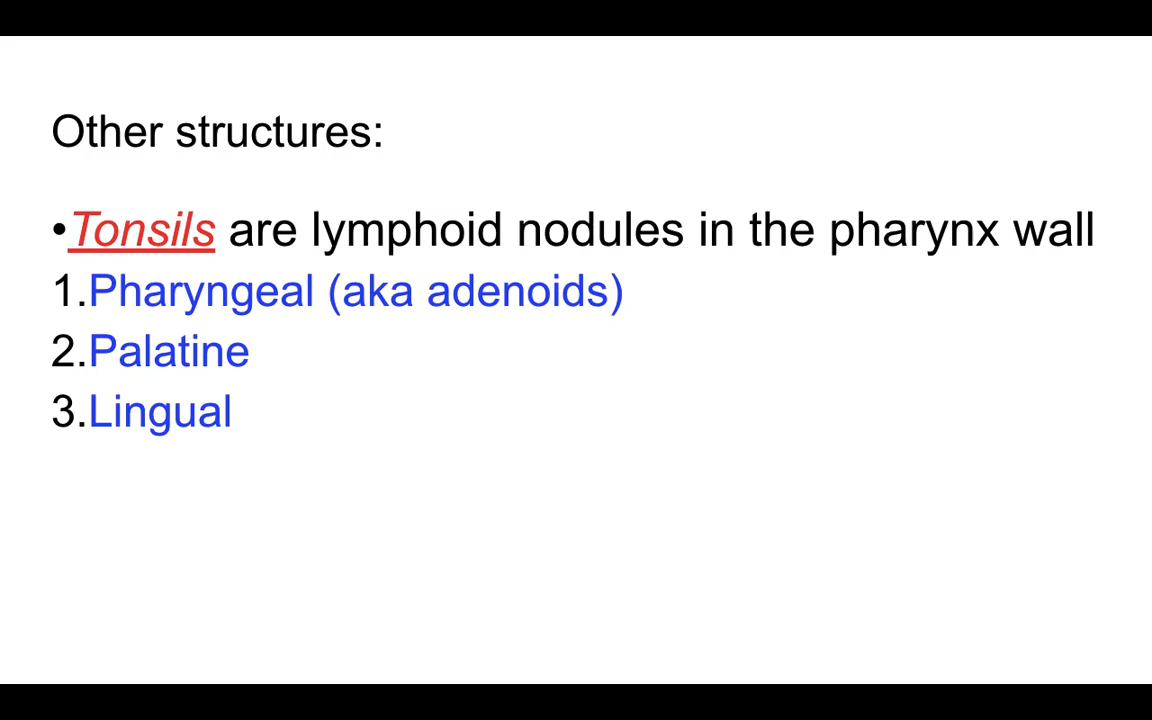 Other structures:
•Tonsils are lymphoid nodules in the pharynx wall
1.Pharyngeal (aka adenoids)
2.Palatine
3.Lingual